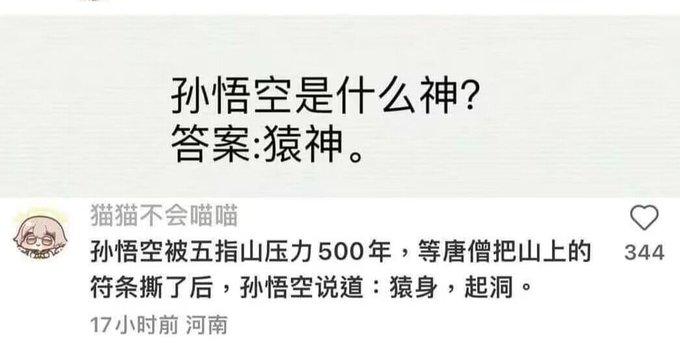 孙悟空是什么神?
答案:猿神。
猫猫不会喵喵
孙悟空被五指山压力500年，等唐僧把山上的
344
符条撕了后，孙悟空说道：猿身，起洞。
17小时前 河南